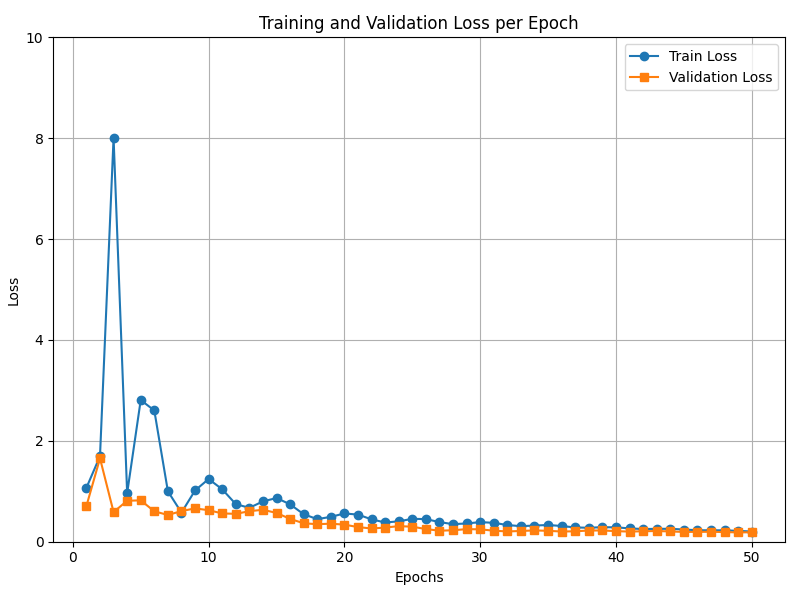 Training and Validation Loss per Epoch
10
8
6
4
2
0
Loss
Train Loss
Validation Loss
0 10 20 30 40 50
Epochs